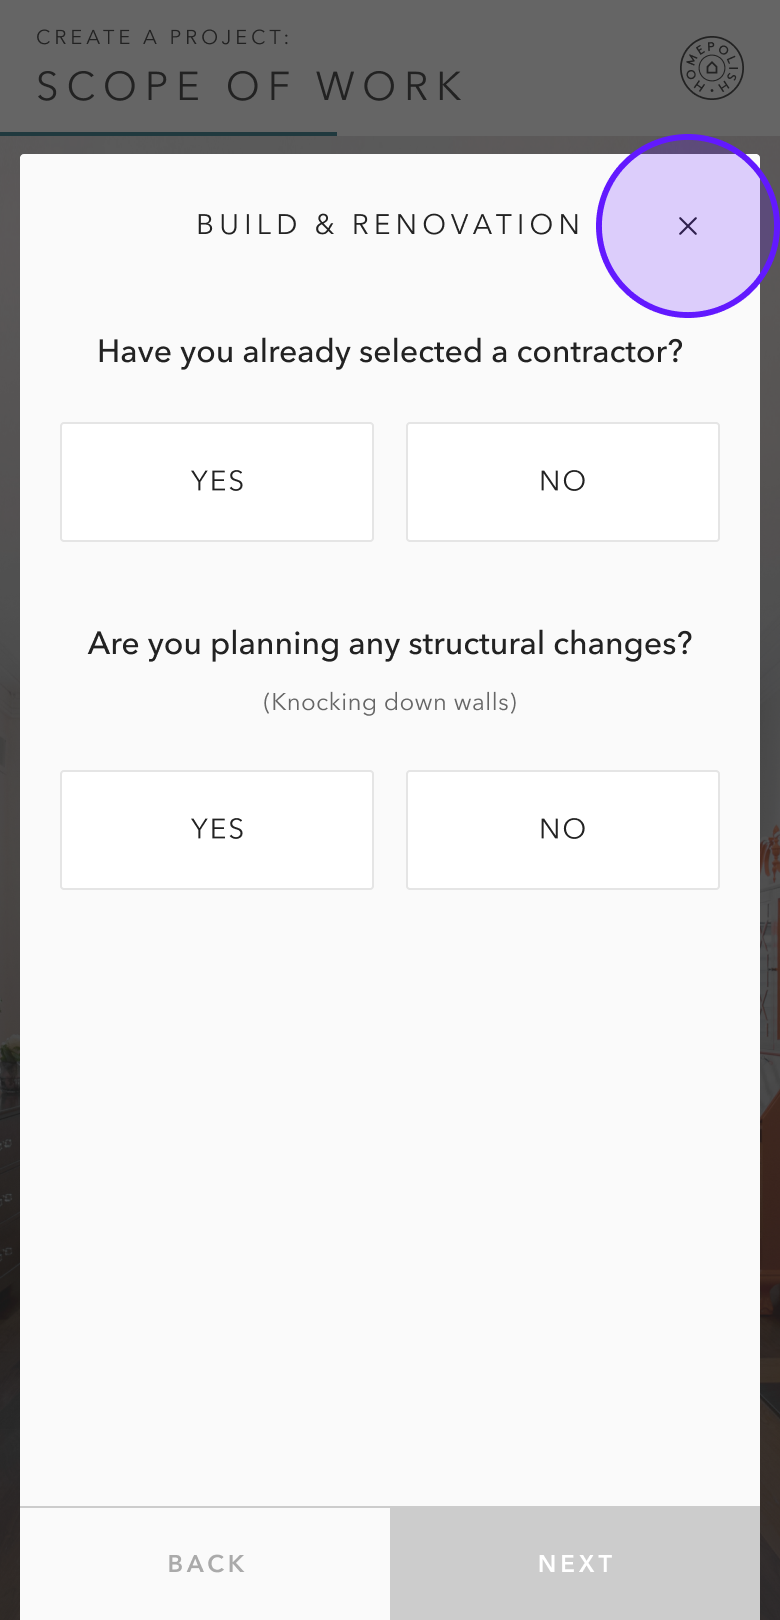 CREATE A PROJECT:
SCOPE OF WORK
HOMEPOLISH
BUILD & RENOVATION
Have you already selected a contractor?
YES
NO
Are you planning any structural changes?
(Knocking down walls)
YES
NO
BACK
NEXT